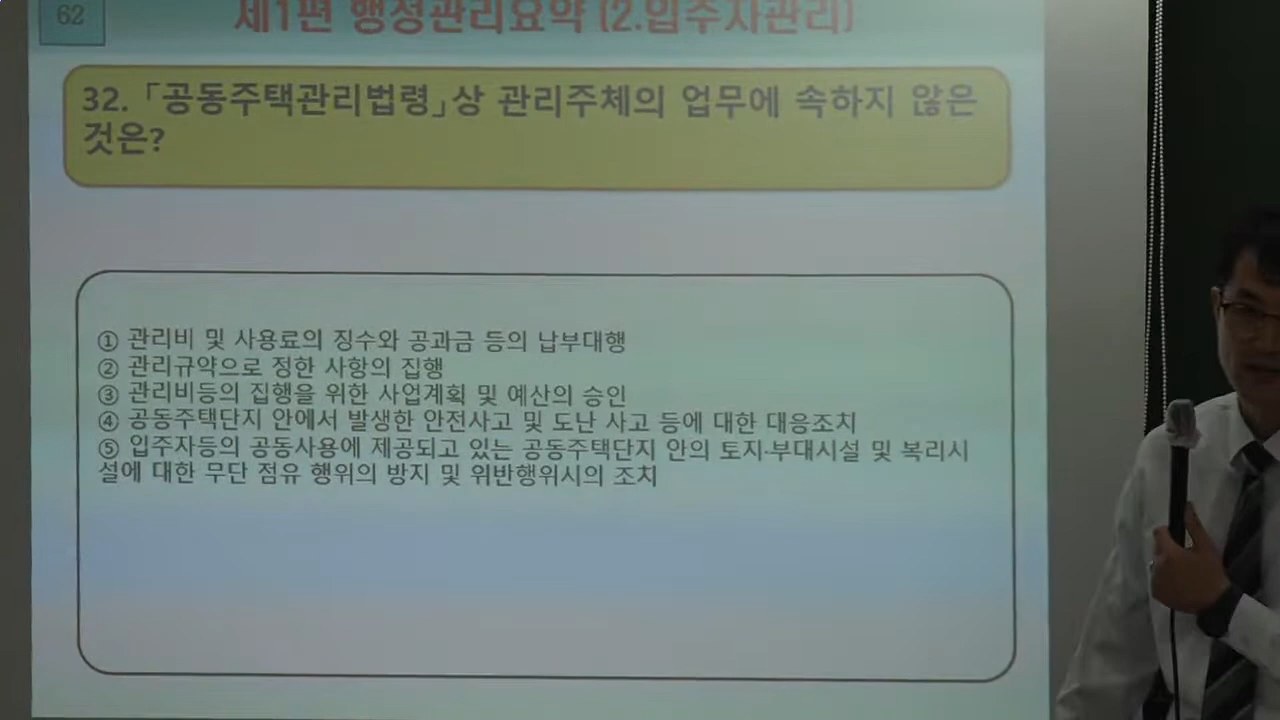 62
제1편 행정관리요약 (2.입주자관리)
32. 「공동주택관리법령」상 관리주체의 업무에 속하지 않은
것은?
① 관리비 및 사용료의 징수와 공과금 등의 납부대행
② 관리규약으로 정한 사항의 집행
③ 관리비등의 집행을 위한 사업계획 및 예산의 승인
④ 공동주택단지 안에서 발생한 안전사고 및 도난 사고 등에 대한 대응조치
⑤ 입주자등의 공동사용에 제공되고 있는 공동주택단지 안의 토지·부대시설 및 복리시
설에 대한 무단 점유 행위의 방지 및 위반행위시의 조치